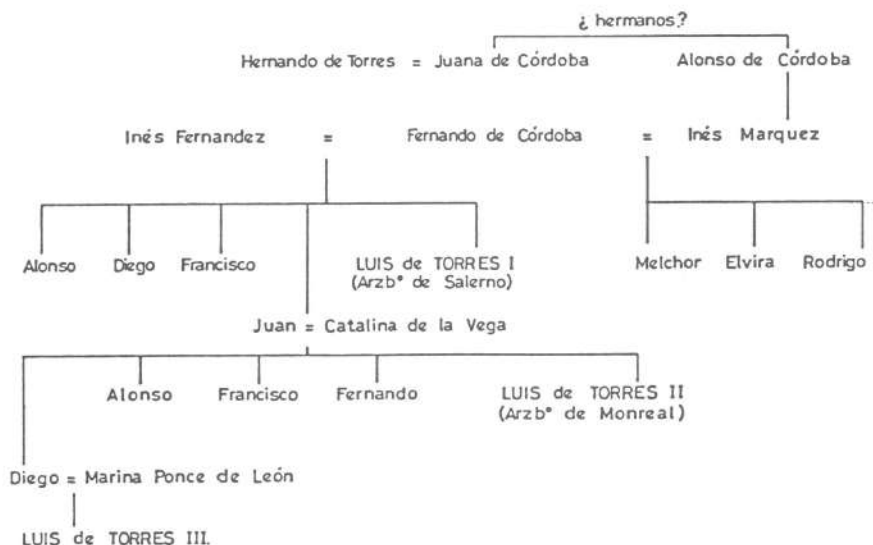 ¿ hermanos?
Hernando de Torres = Juana de Córdoba Alonso de Córdoba
Inés Fernandez = Fernando de Córdoba = Inés Marquez
Alonso Diego Francisco LUIS de TORRES I Melchor Elvira Rodrigo
(Arzbº de Salerno)
Juan = Catalina de la Vega
Alonso Francisco Fernando LUIS de TORRES II
(Arzbº de Monreal)
Diego = Marina Ponce de León
LUIS de TORRES III.